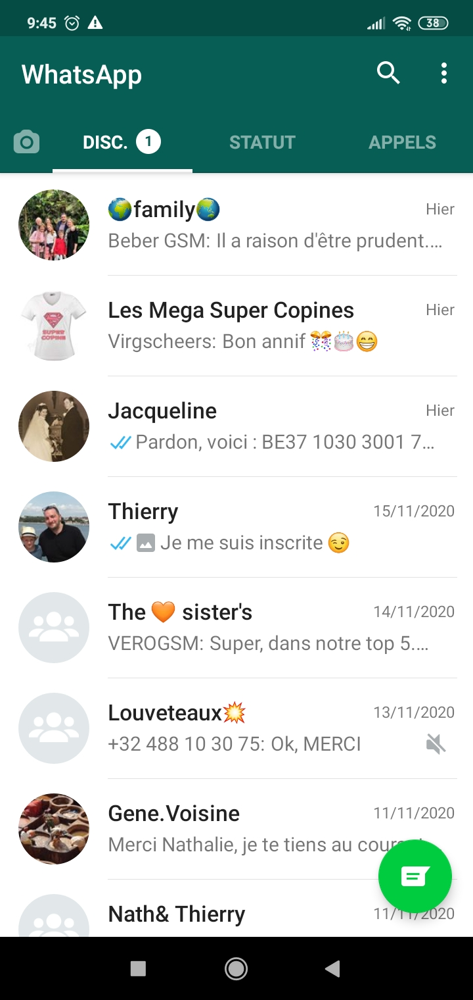 9:45 38
WhatsApp
DISC. 1 STATUT APPELS
🌍family🌏 Hier
Beber GSM: Il a raison d'être prudent....
Les Mega Super Copines Hier
SUPER
COPINE
Virgscheers: Bon annif 🎊🎂😁
Jacqueline Hier
Pardon, voici : BE37 1030 3001 7...
Thierry 15/11/2020
Je me suis inscrite 😉
The 🧡 sister's 14/11/2020
VEROGSM: Super, dans notre top 5....
Louveteaux💥 13/11/2020
+32 488 10 30 75: Ok, MERCI
Gene.Voisine 11/11/2020
Merci Nathalie, je te tiens au
Nath& Thierry 11/11/2020